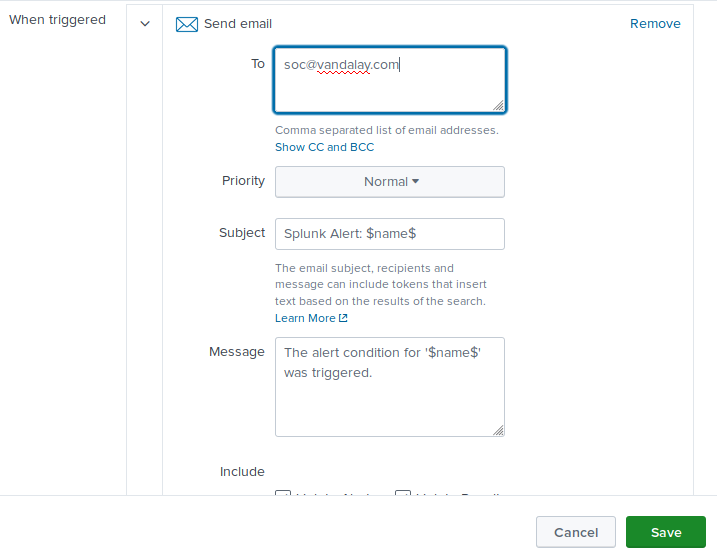 When triggered
Send email
Remove
To
soc@vandalay.com
Comma separated list of email addresses.
Show CC and BCC
Priority
Normal
Subject
Splunk Alert: $name$
The email subject, recipients and
message can include tokens that insert
text based on the results of the search.
Learn More
Message
The alert condition for '$name$'
was triggered.
Include
Cancel
Save